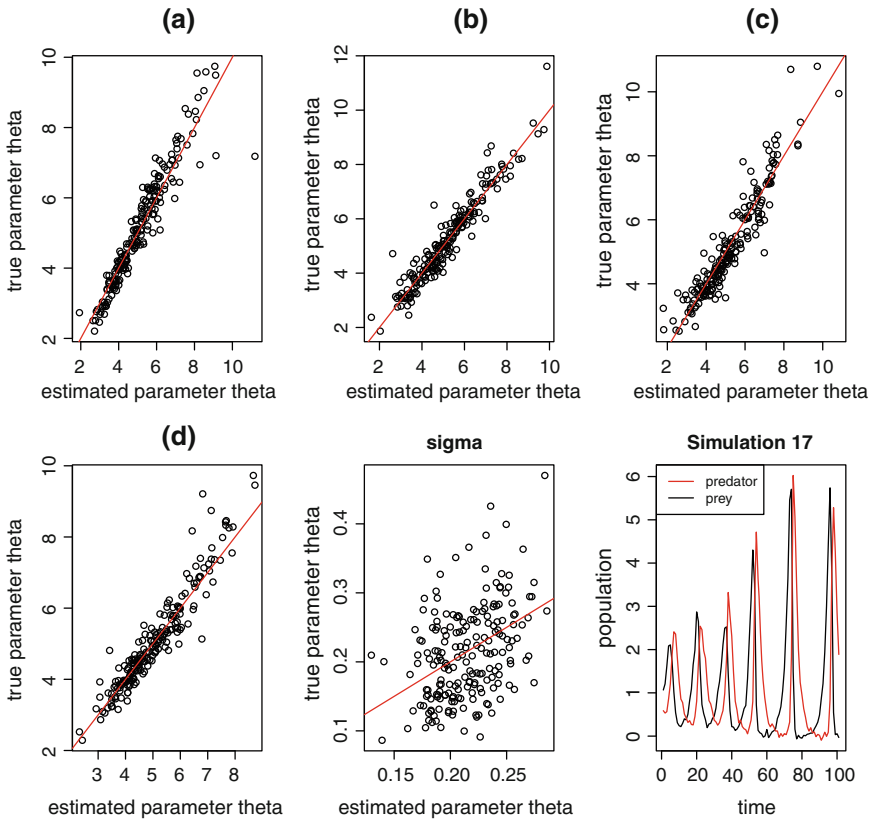 (a)
true parameter theta
10
8
6
4
2
2 4 6 8 10
estimated parameter theta
(b)
true parameter theta
12
10
8
6
4
2
2 4 6 8 10
estimated parameter theta
(c)
true parameter theta
10
8
6
4
2 4 6 8 10
estimated parameter theta
(d)
true parameter theta
10
8
6
4
2
3 4 5 6 7 8
estimated parameter theta
sigma
true parameter theta
0.4
0.3
0.2
0.1
0.15 0.20 0.25
estimated parameter theta
Simulation 17
predator
prey
population
6
5
4
3
2
1
0
0 20 40 60 80 100
time